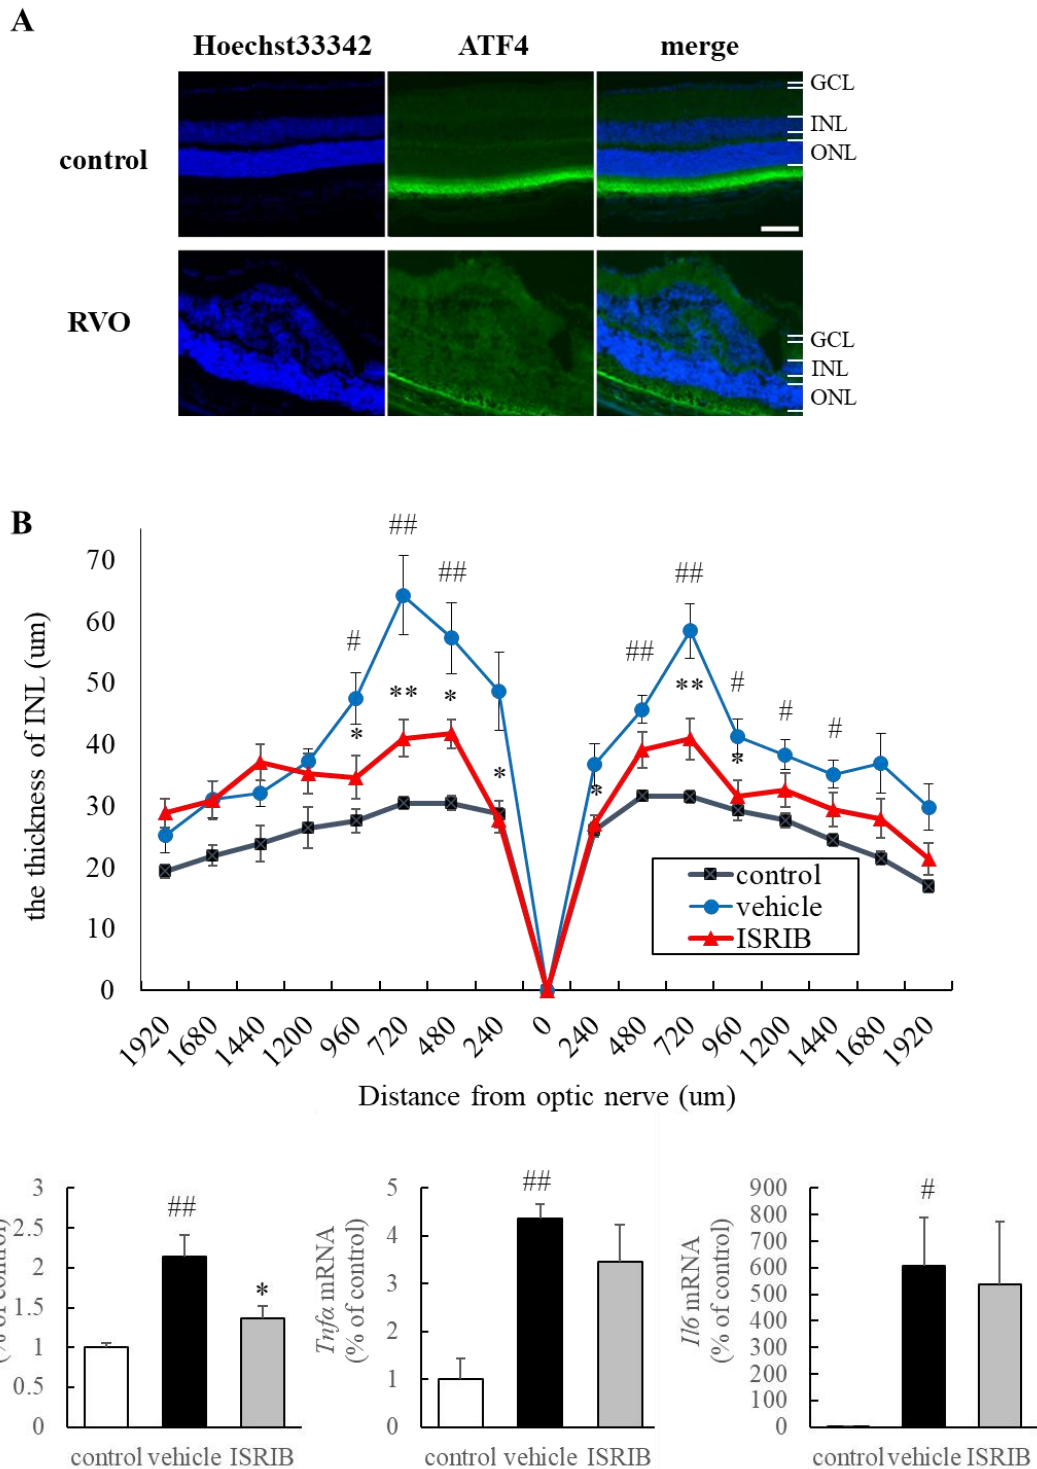 A
Hoechst33342 ATF4 merge
control
GCL
INL
ONL
RVO
GCL
INL
ONL
B
the thickness of INL (um)
70
60
50
40
30
20
10
0
## ## # ** * * *
## ## # # # ** * *
control
vehicle
ISRIB
1920 1680 1440 1200 960 720 480 240 0 240 480 720 960 1200 1440 1680 1920
Distance from optic nerve (um)
3
2.5
2
1.5
1
0.5
0
##
*
control vehicle ISRIB
Tnfα mRNA
(% of control)
5
4
3
2
1
0
##
control vehicle ISRIB
Il6 mRNA
(% of control)
900
800
700
600
500
400
300
200
100
0
#
control vehicle ISRIB